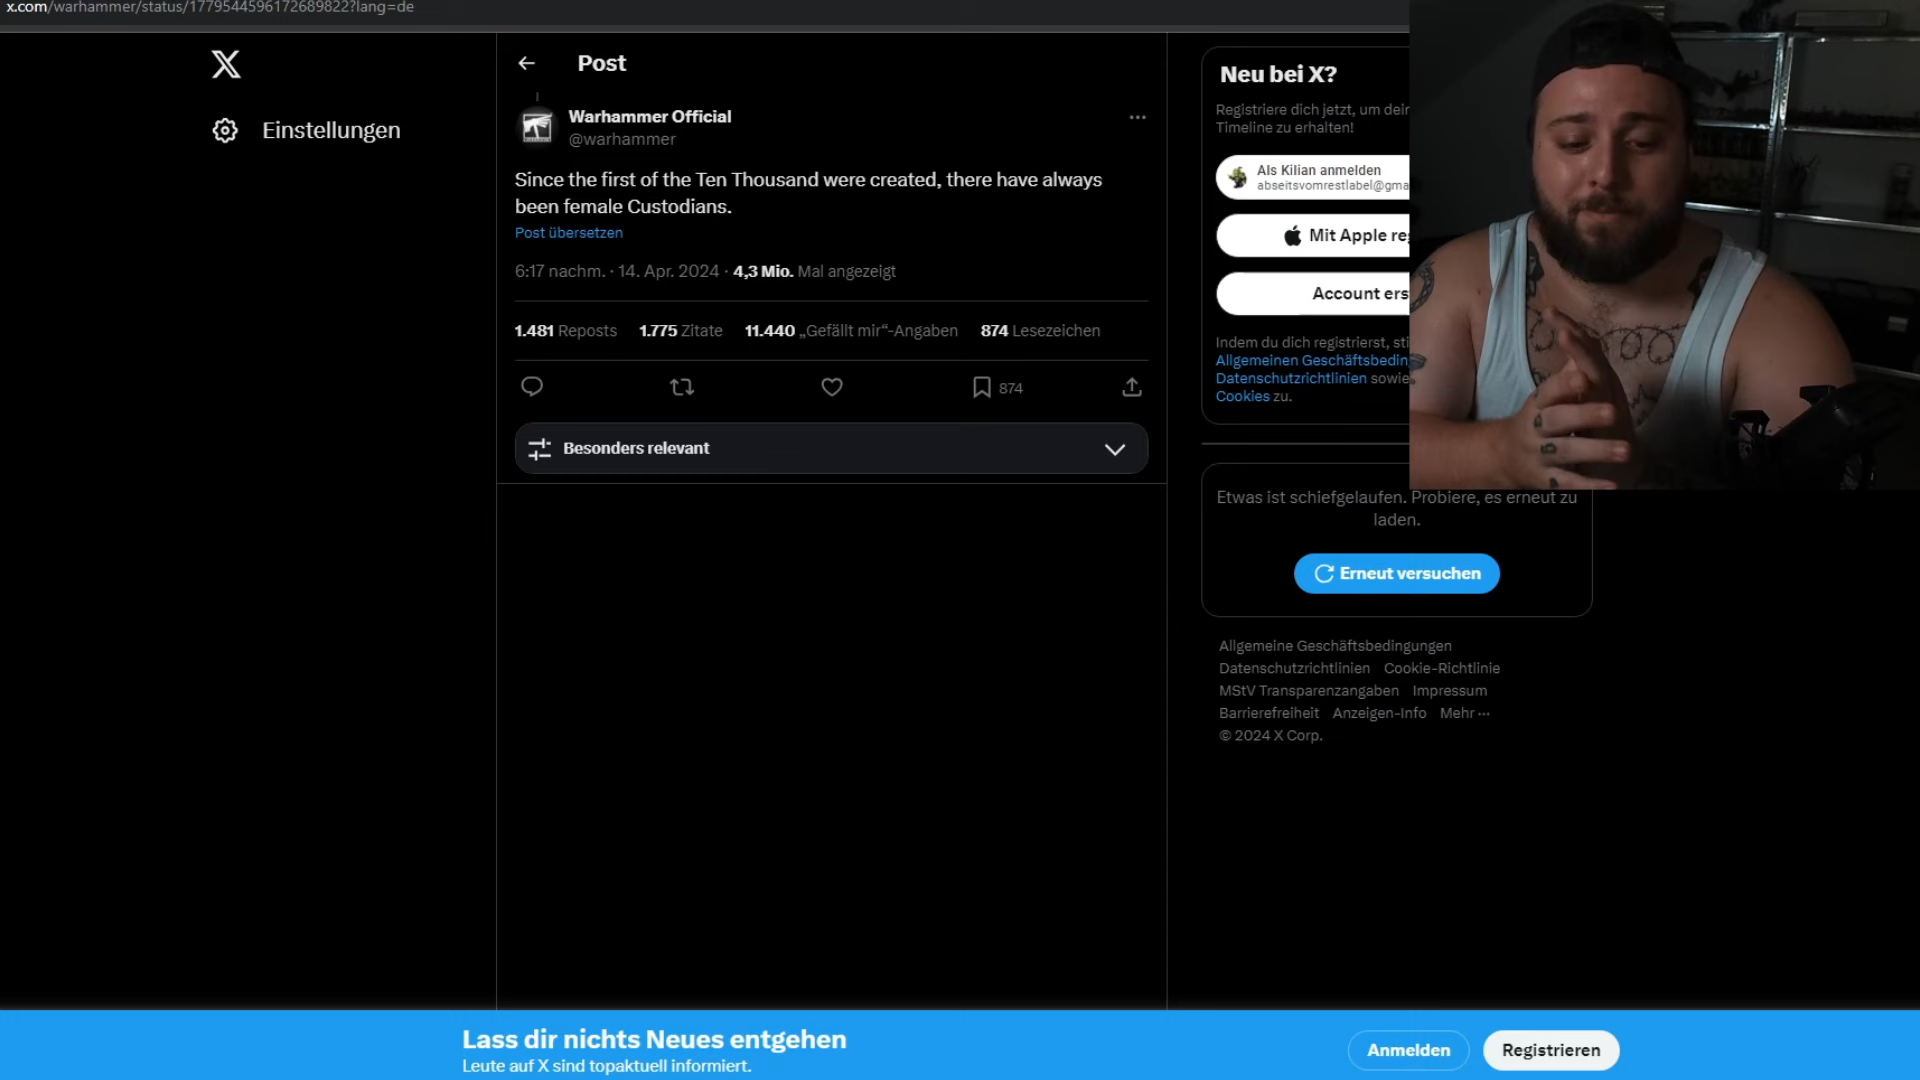 x.com/warhammer/status/1779544596172689822?lang=de
Einstellungen
Post
Warhammer Official
@warhammer
Since the first of the Ten Thousand were created, there have always
been female Custodians.
Post übersetzen
6:17 nachm. · 14. Apr. 2024 · 4,3 Mio. Mal angezeigt
1.481 Reposts 1.775 Zitate 11.440 „Gefällt mir“-Angaben 874 Lesezeichen
874
Besonders relevant
Neu bei X?
Registriere dich jetzt, um
Timeline zu erhalten!
Als Kilian anmelden
abseitsvomrestlabel@gma
Mit Apple
Account
Indem du dich registrierst,
Allgemeinen
Datenschutzrichtlinien sowie
Cookies zu.
Etwas ist schiefgelaufen. Probiere, es erneut zu
laden.
Erneut versuchen
Allgemeine Geschäftsbedingungen
Datenschutzrichtlinien Cookie-Richtlinie
MStV Transparenzangaben Impressum
Barrierefreiheit Anzeigen-Info Mehr ···
© 2024 X Corp.
Lass dir nichts Neues entgehen
Leute auf X sind topaktuell informiert.
Anmelden
Registrieren